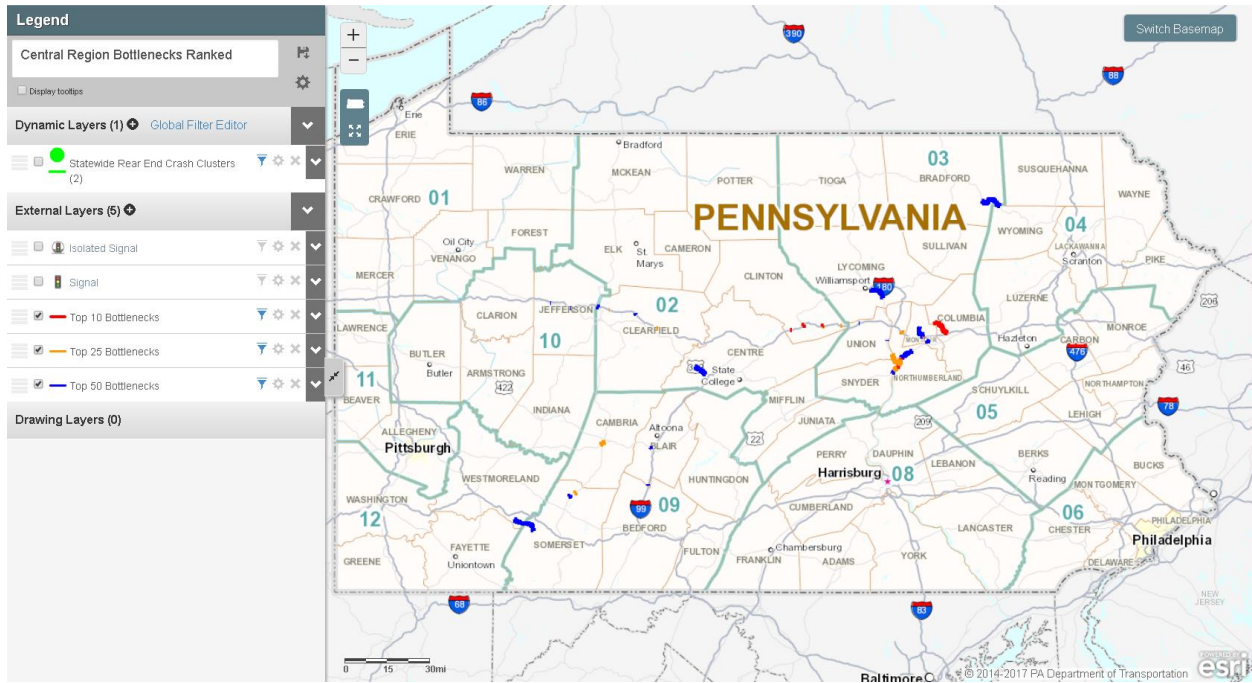 Legend
Central Region Bottlenecks Ranked
Display tooltips
Dynamic Layers (1) Global Filter Editor
Statewide Rear End Crash Clusters
(2)
External Layers (5)
Isolated Signal
Signal
Top 10 Bottlenecks
Top 25 Bottlenecks
Top 50 Bottlenecks
Drawing Layers (0)
+
−
Switch Basemap
390
88
86
Erie
ERIE
Bradford
WARREN
MCKEAN
POTTER
TIOGA
03
BRADFORD
SUSQUEHANNA
WAYNE
CRAWFORD
01
PENNSYLVANIA
WYOMING
04
FOREST
Oil City
VENANGO
ELK
St.
Marys
CAMERON
SULLIVAN
LACKAWANNA
Scranton
PIKE
MERCER
CLINTON
LYCOMING
Williamsport
180
LUZERNE
206
CLARION
JEFFERSON
02
CLEARFIELD
COLUMBIA
MONROE
LAWRENCE
10
CENTRE
UNION
Hazleton
CARBON
476
BUTLER
Butler
ARMSTRONG
422
State
College
SNYDER
NORTHUMBERLAND
46
11
BEAVER
INDIANA
MIFFLIN
SCHUYLKILL
NORTHAMPTON
05
LEHIGH
78
ALLEGHENY
Pittsburgh
CAMBRIA
Altoona
BLAIR
22
JUNIATA
209
PERRY
DAUPHIN
LEBANON
BERKS
Reading
BUCKS
WESTMORELAND
HUNTINGDON
Harrisburg
08
MONTGOMERY
WASHINGTON
12
99
09
BEDFORD
CUMBERLAND
LANCASTER
06
CHESTER
PHILADELPHIA
Philadelphia
GREENE
FAYETTE
Uniontown
SOMERSET
FULTON
FRANKLIN
Chambersburg
ADAMS
YORK
DELAWARE
NEW
JERSEY
68
83
0 15 30mi
Baltimore
© 2014-2017 PA Department of Transportation
POWERED BY
esri